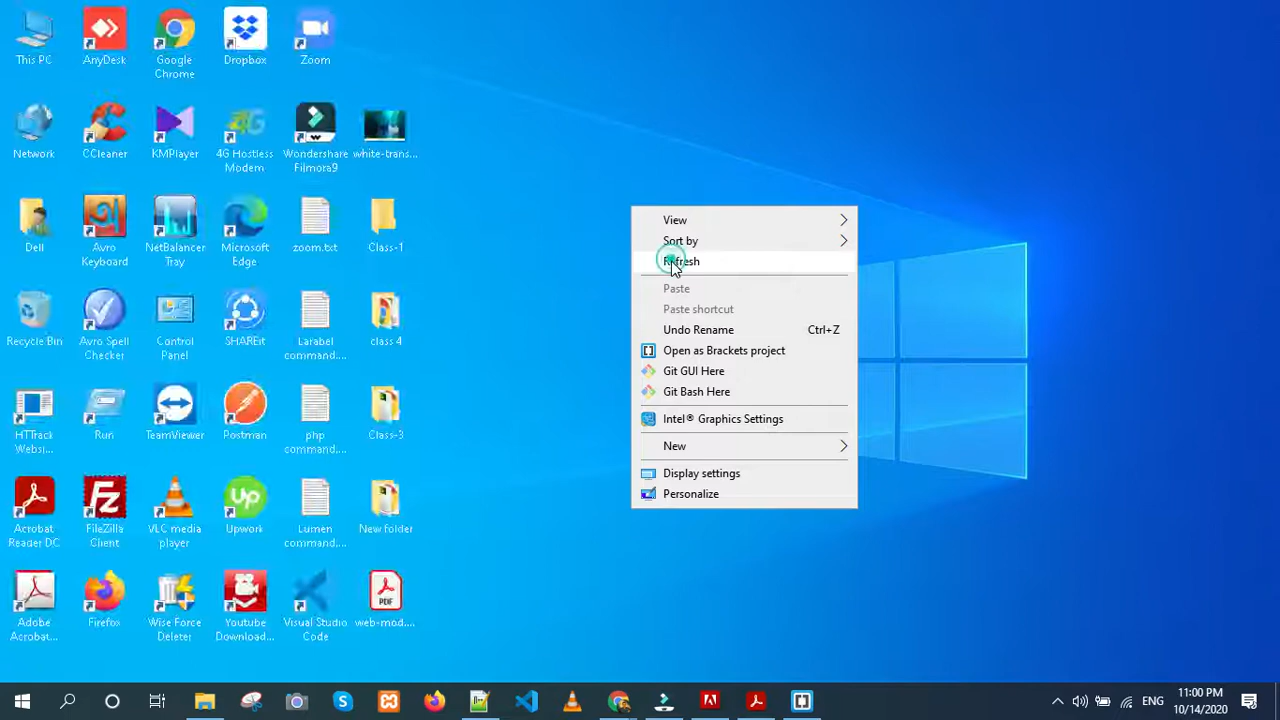 This PC
AnyDesk
Google
Chrome
Dropbox
Zoom
Network
CCleaner
KMPlayer
4G Hostless
Modem
Wondershare
Filmora9
white-trans...
Dell
Avro
Keyboard
NetBalancer
Tray
Microsoft
Edge
zoom.txt
Class-1
Recycle Bin
Avro Spell
Checker
Control
Panel
SHAREit
Larabel
command....
class 4
HTTrack
Websi...
Run
TeamViewer
Postman
php
command....
Class-3
Acrobat
Reader DC
FileZilla
Client
VLC media
player
Upwork
Lumen
command....
New folder
Adobe
Acrobat...
Firefox
Wise Force
Deleter
Youtube
Download...
Visual Studio
Code
web-mod....
View
Sort by
Refresh
Paste
Paste shortcut
Undo Rename Ctrl+Z
Open as Brackets project
Git GUI Here
Git Bash Here
Intel® Graphics Settings
New
Display settings
Personalize
ENG
11:00 PM
10/14/2020